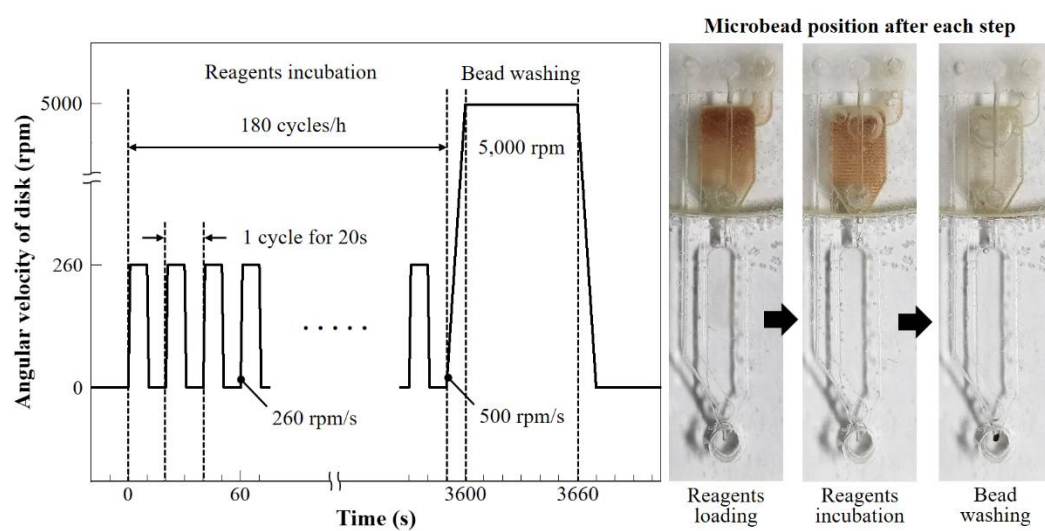 Microbead position after each step
Reagents incubation
Bead washing
5000
180 cycles/h
5,000 rpm
1 cycle for 20s
260
. . . . .
0
260 rpm/s
500 rpm/s
Angular velocity of disk (rpm)
0
60
3600
3660
Time (s)
Reagents
loading
Reagents
incubation
Bead
washing